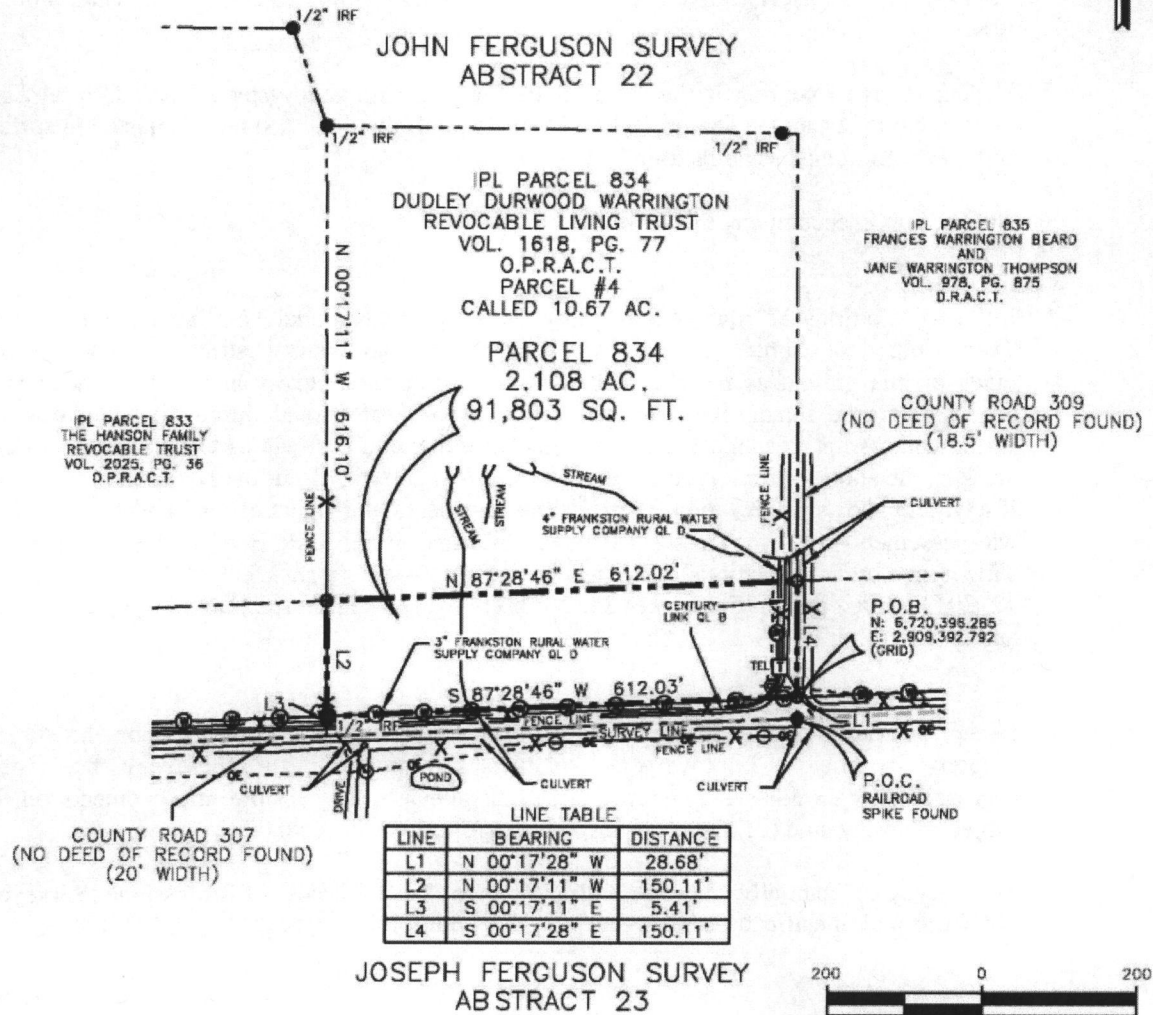 1/2" IRF
JOHN FERGUSON SURVEY
ABSTRACT 22
1/2" IRF
1/2" IRF
IPL PARCEL 834
DUDLEY DURWOOD WARRINGTON
REVOCABLE LIVING TRUST
VOL. 1618, PG. 77
O.P.R.A.C.T.
PARCEL #4
CALLED 10.67 AC.
IPL PARCEL 835
FRANCES WARRINGTON BEARD
AND
JANE WARRINGTON THOMPSON
VOL. 978, PG. 875
D.R.A.C.T.
N 00°17'11" W 616.10'
PARCEL 834
2.108 AC.
91,803 SQ. FT.
IPL PARCEL 833
THE HANSON FAMILY
REVOCABLE TRUST
VOL. 2025, PG. 36
O.P.R.A.C.T.
COUNTY ROAD 309
(NO DEED OF RECORD FOUND)
(18.5' WIDTH)
FENCE LINE
STREAM
STREAM
STREAM
FENCE LINE
CULVERT
4" FRANKSTON RURAL WATER
SUPPLY COMPANY QL D
N 87°28'46" E 612.02'
CENTURY
LINK QL B
P.O.B.
N: 6,720,396.285
E: 2,909,392.792
(GRID)
L4
L2
3" FRANKSTON RURAL WATER
SUPPLY COMPANY QL D
TEL
T
S 87°28'46" W 612.03'
L3
L1
1/2" IRF
FENCE LINE
SURVEY LINE
FENCE LINE
OE
OE
OE
OE
OE
CULVERT
DRIVE
POND
CULVERT
CULVERT
P.O.C.
RAILROAD
SPIKE FOUND
COUNTY ROAD 307
(NO DEED OF RECORD FOUND)
(20' WIDTH)
LINE TABLE
LINE BEARING DISTANCE
L1 N 00°17'28" W 28.68'
L2 N 00°17'11" W 150.11'
L3 S 00°17'11" E 5.41'
L4 S 00°17'28" E 150.11'
JOSEPH FERGUSON SURVEY
ABSTRACT 23
200 0 200